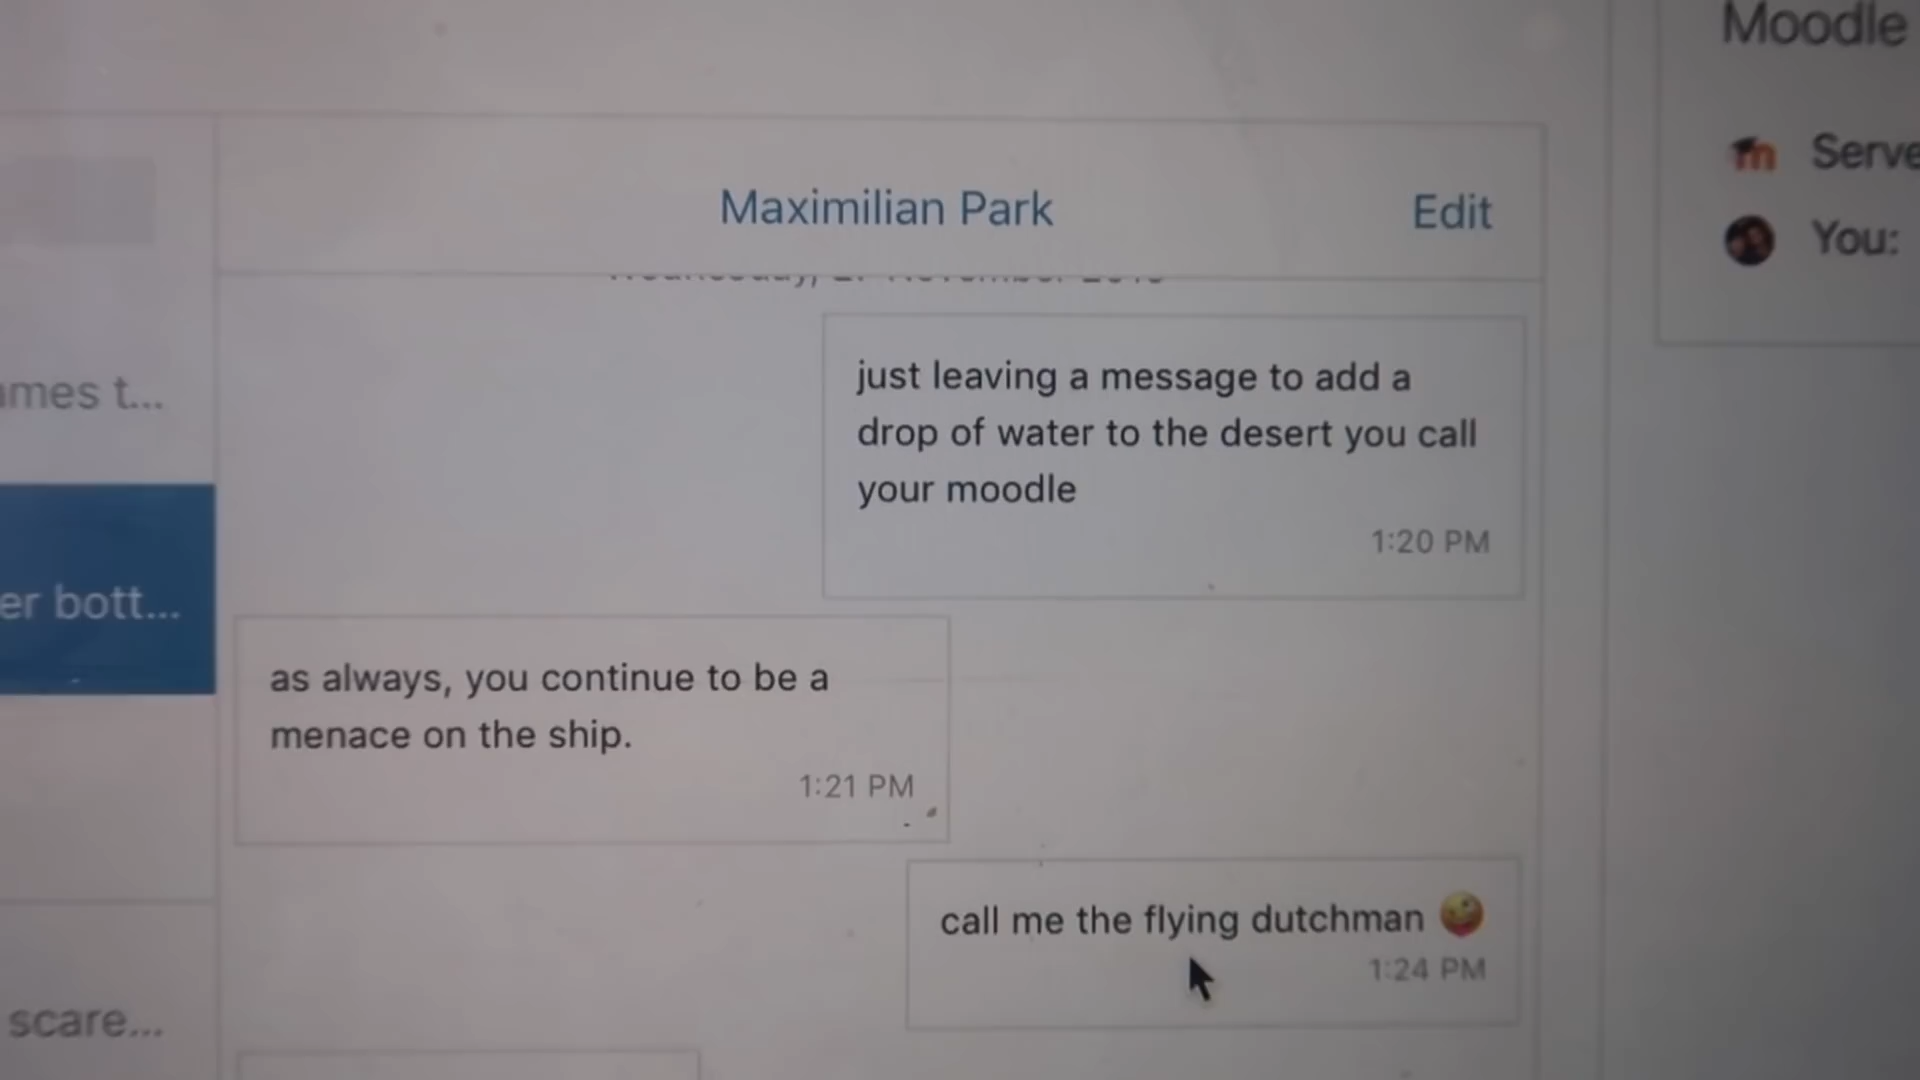 Moodle
Serve
You:
Maximilian Park
Edit
just leaving a message to add a
drop of water to the desert you call
your moodle
1:20 PM
ames t...
er bott...
as always, you continue to be a
menace on the ship.
1:21 PM
call me the flying dutchman 🤪
1:24 PM
scare...